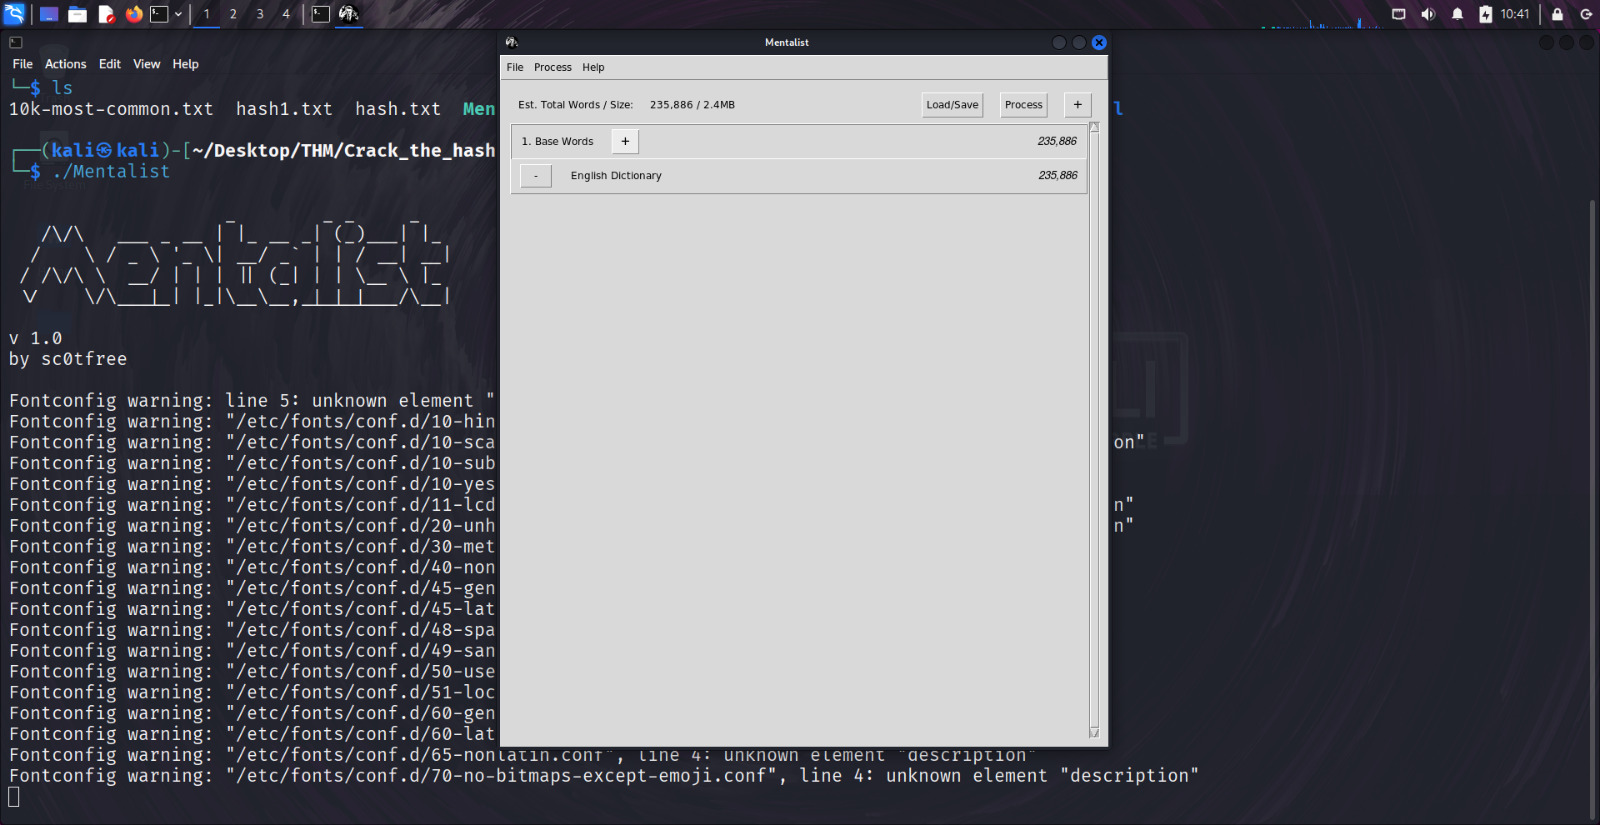 1 2 3 4 10:41
Mentalist
File Actions Edit View Help
File Process Help
└─$ ls
10k-most-common.txt hash1.txt hash.txt Men l
Est. Total Words / Size: 235,886 / 2.4MB Load/Save Process +
1. Base Words + 235,886
- English Dictionary 235,886
┌──(kali㉿kali)-[~/Desktop/THM/Crack_the_hash
└─$ ./Mentalist
File System
Mentalist
v 1.0
by sc0tfree
Fontconfig warning: line 5: unknown element "
Fontconfig warning: "/etc/fonts/conf.d/10-hin
Fontconfig warning: "/etc/fonts/conf.d/10-sca on"
Fontconfig warning: "/etc/fonts/conf.d/10-sub
Fontconfig warning: "/etc/fonts/conf.d/10-yes
Fontconfig warning: "/etc/fonts/conf.d/11-lcd n"
Fontconfig warning: "/etc/fonts/conf.d/20-unh n"
Fontconfig warning: "/etc/fonts/conf.d/30-met
Fontconfig warning: "/etc/fonts/conf.d/40-non
Fontconfig warning: "/etc/fonts/conf.d/45-gen
Fontconfig warning: "/etc/fonts/conf.d/45-lat
Fontconfig warning: "/etc/fonts/conf.d/48-spa
Fontconfig warning: "/etc/fonts/conf.d/49-san
Fontconfig warning: "/etc/fonts/conf.d/50-use
Fontconfig warning: "/etc/fonts/conf.d/51-loc
Fontconfig warning: "/etc/fonts/conf.d/60-gen
Fontconfig warning: "/etc/fonts/conf.d/60-lat
Fontconfig warning: "/etc/fonts/conf.d/65-nonlatin.conf", line 4: unknown element "description"
Fontconfig warning: "/etc/fonts/conf.d/70-no-bitmaps-except-emoji.conf", line 4: unknown element "description"